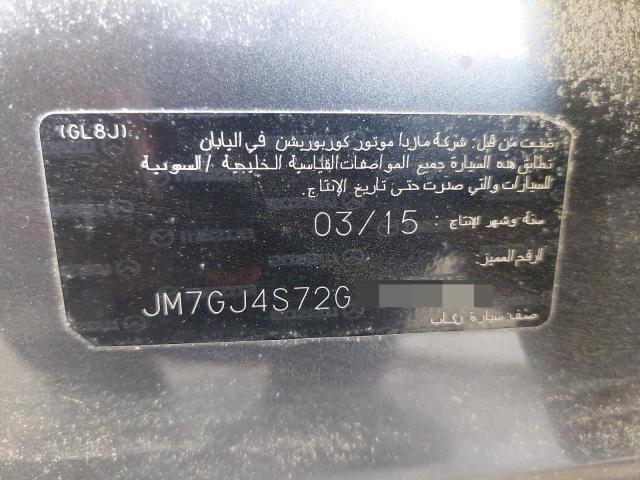 (GL8J)
صنعت من قبل: شركة مازدا موتور كوربوريشن في اليابان
تطابق هذه السيارة جميع المواصفات القياسية الخليجية / السعودية
للسيارات والتي صدرت حتى تاريخ الإنتاج.
سنة وشهر الإنتاج: 03/15
الرقم المميز:
JM7GJ4S72G
صنف: سيارة ركاب